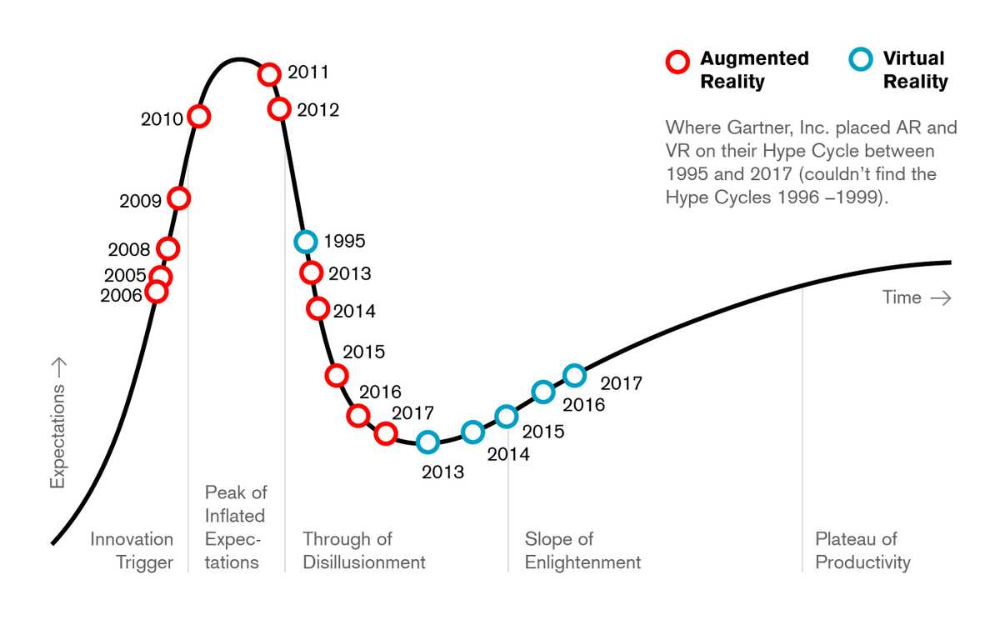 Augmented
Reality
Virtual
Reality
Where Gartner, Inc. placed AR and
VR on their Hype Cycle between
1995 and 2017 (couldn’t find the
Hype Cycles 1996 –1999).
2011
2012
2010
2009
2008
2005
2006
1995
2013
2014
2015
2016
2017
2013
2014
2015
2016
2017
Time →
Expectations →
Innovation
Trigger
Peak of
Inflated
Expec-
tations
Through of
Disillusionment
Slope of
Enlightenment
Plateau of
Productivity